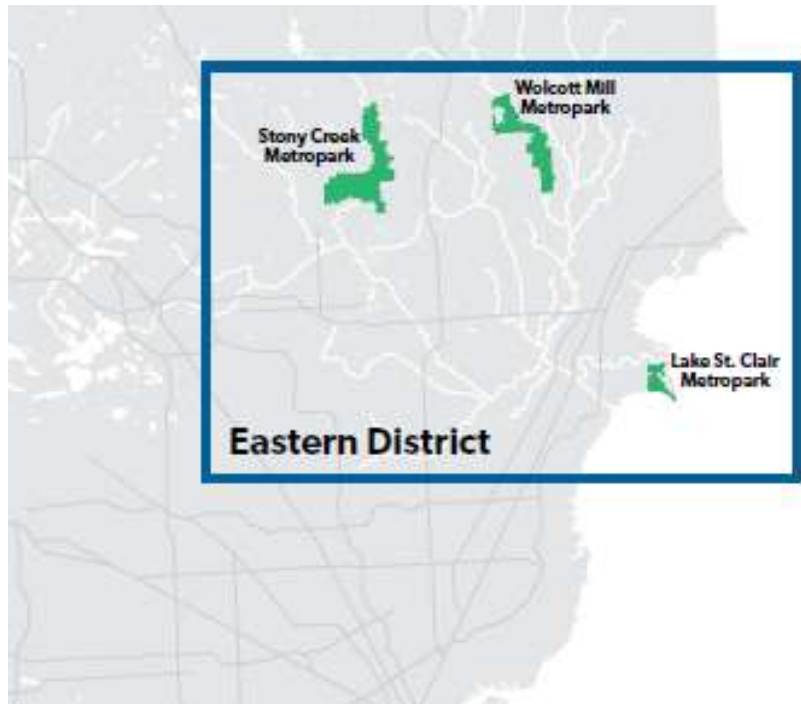 Wolcott Mill
Metropark
Stony Creek
Metropark
Lake St. Clair
Metropark
Eastern District